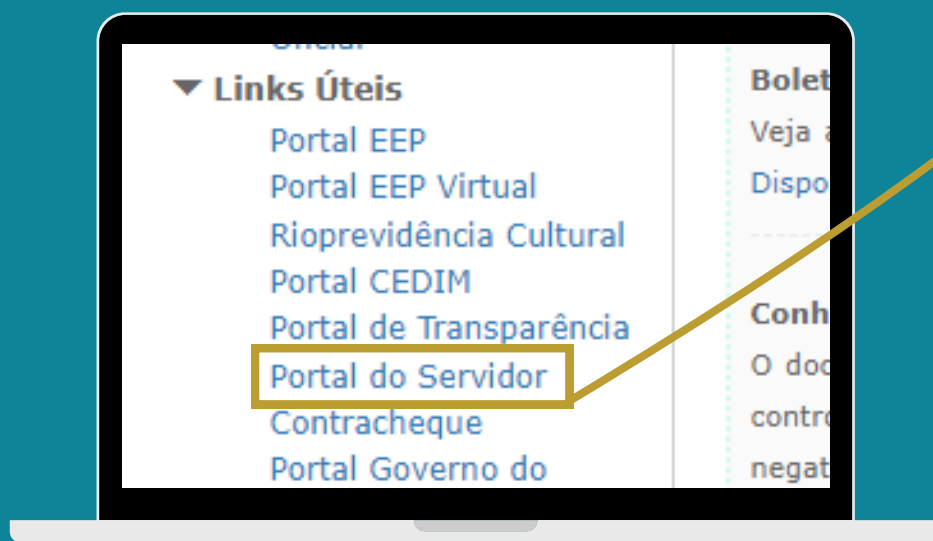 Links Úteis
Portal EEP
Portal EEP Virtual
Rioprevidência Cultural
Portal CEDIM
Portal de Transparência
Portal do Servidor
Contracheque
Portal Governo do
Bolet
Veja
Dispo
Conh
O doc
contro
negat